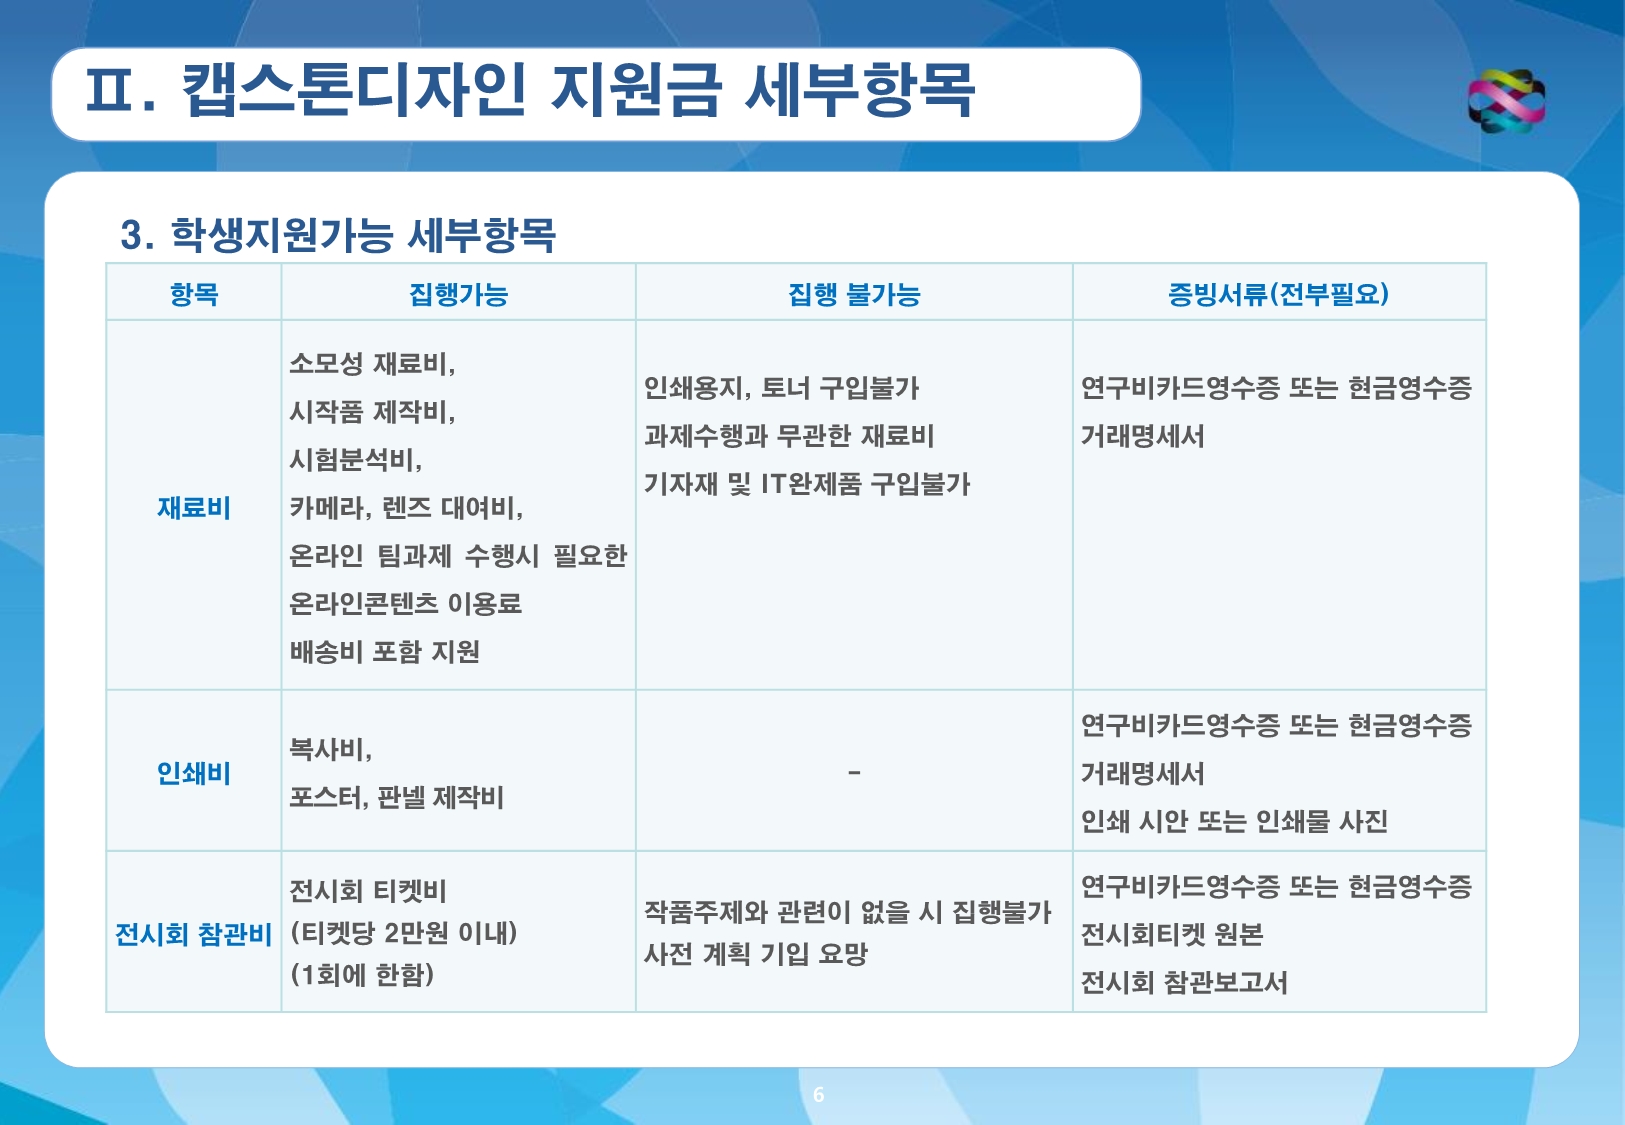 Ⅱ. 캡스톤디자인 지원금 세부항목
3. 학생지원가능 세부항목
항목
집행가능
집행 불가능
증빙서류(전부필요)
재료비
소모성 재료비,
시작품 제작비,
시험분석비,
카메라, 렌즈 대여비,
온라인 팀과제 수행시 필요한
온라인콘텐츠 이용료
배송비 포함 지원
인쇄용지, 토너 구입불가
과제수행과 무관한 재료비
기자재 및 IT완제품 구입불가
연구비카드영수증 또는 현금영수증
거래명세서
인쇄비
복사비,
포스터, 판넬 제작비
-
연구비카드영수증 또는 현금영수증
거래명세서
인쇄 시안 또는 인쇄물 사진
전시회 참관비
전시회 티켓비
(티켓당 2만원 이내)
(1회에 한함)
작품주제와 관련이 없을 시 집행불가
사전 계획 기입 요망
연구비카드영수증 또는 현금영수증
전시회티켓 원본
전시회 참관보고서
6